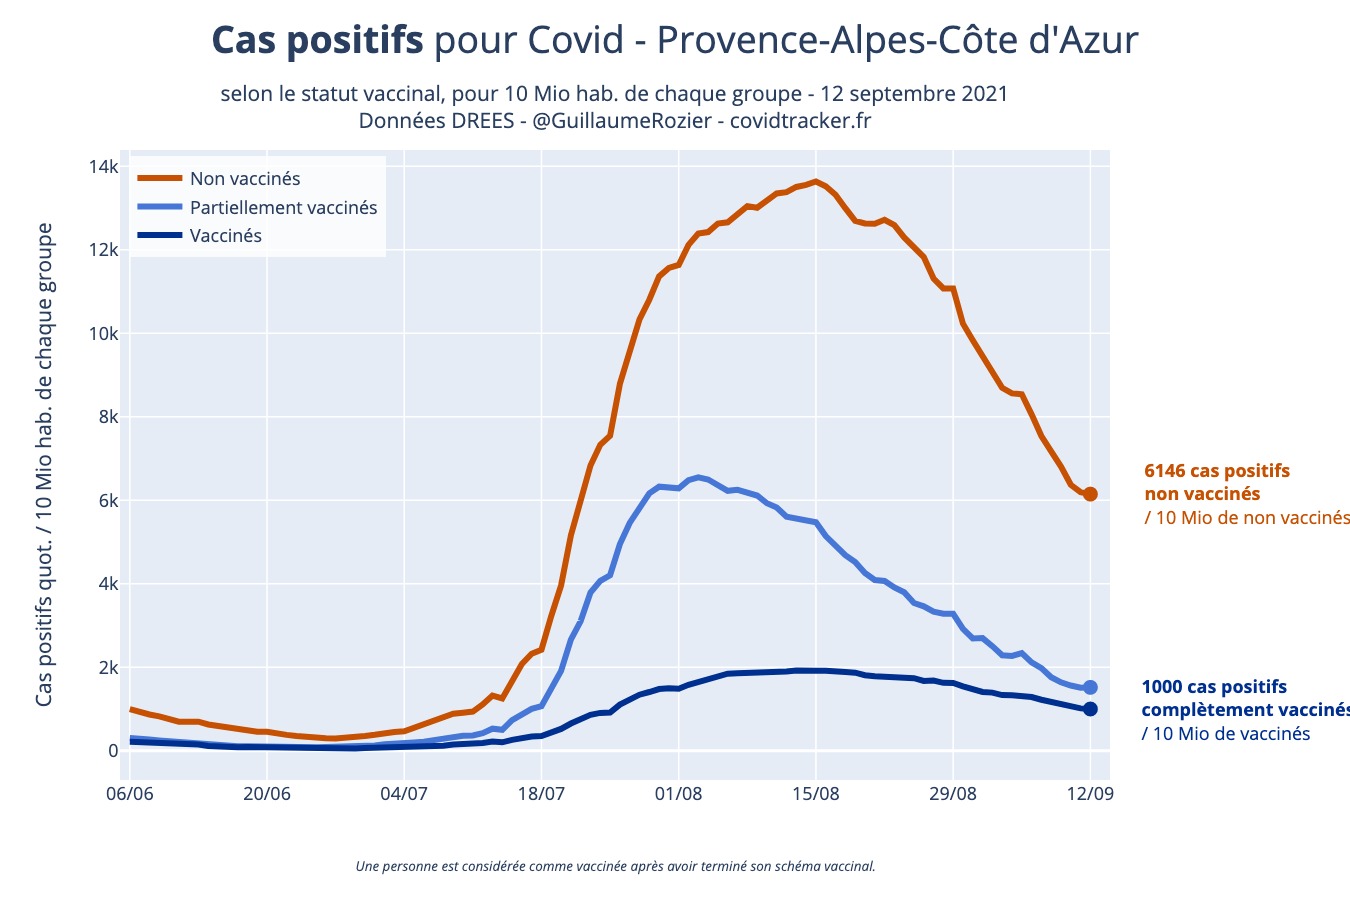 Cas positifs pour Covid - Provence-Alpes-Côte d'Azur
selon le statut vaccinal, pour 10 Mio hab. de chaque groupe - 12 septembre 2021
Données DREES - @GuillaumeRozier - covidtracker.fr
Cas positifs quot. / 10 Mio hab. de chaque groupe
14k
12k
10k
8k
6k
4k
2k
0
Non vaccinés
Partiellement vaccinés
Vaccinés
6146 cas positifs
non vaccinés
/ 10 Mio de non vaccinés
1000 cas positifs
complètement vaccinés
/ 10 Mio de vaccinés
06/06
20/06
04/07
18/07
01/08
15/08
29/08
12/09
Une personne est considérée comme vaccinée après avoir terminé son schéma vaccinal.